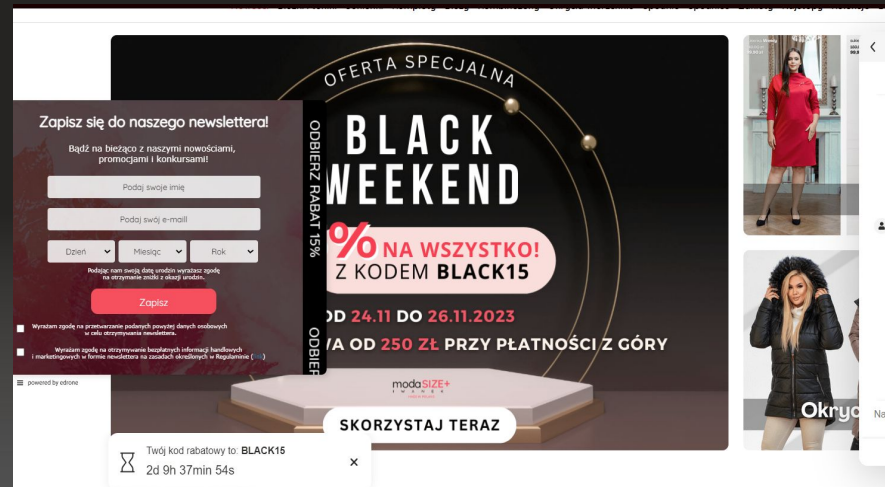 Zapisz się do naszego newslettera!
Bądź na bieżąco z naszymi nowościami,
promocjami i konkursami!
Podaj swoje imię
Podaj swój e-maill
Dzień
Miesiąc
Rok
Podając nam swoją datę urodzin wyrażasz zgodę
na otrzymanie zniżki z okazji urodzin.
Zapisz
Wyrażam zgodę na przetwarzanie podanych powyżej danych osobowych
w celu otrzymywania newslettera.
Wyrażam zgodę na otrzymywanie bezpłatnych informacji handlowych
i marketingowych w formie newslettera na zasadach określonych w Regulaminie (
powered by edrone
ODBIERZ RABAT 15%
ODBIER
OFERTA SPECJALNA
BLACK
WEEKEND
% NA WSZYSTKO!
Z KODEM BLACK15
OD 24.11 DO 26.11.2023
WA OD 250 ZŁ PRZY PŁATNOŚCI Z GÓRY
modaSIZE+
SKORZYSTAJ TERAZ
Okryc
Na
Twój kod rabatowy to: BLACK15
2d 9h 37min 54s